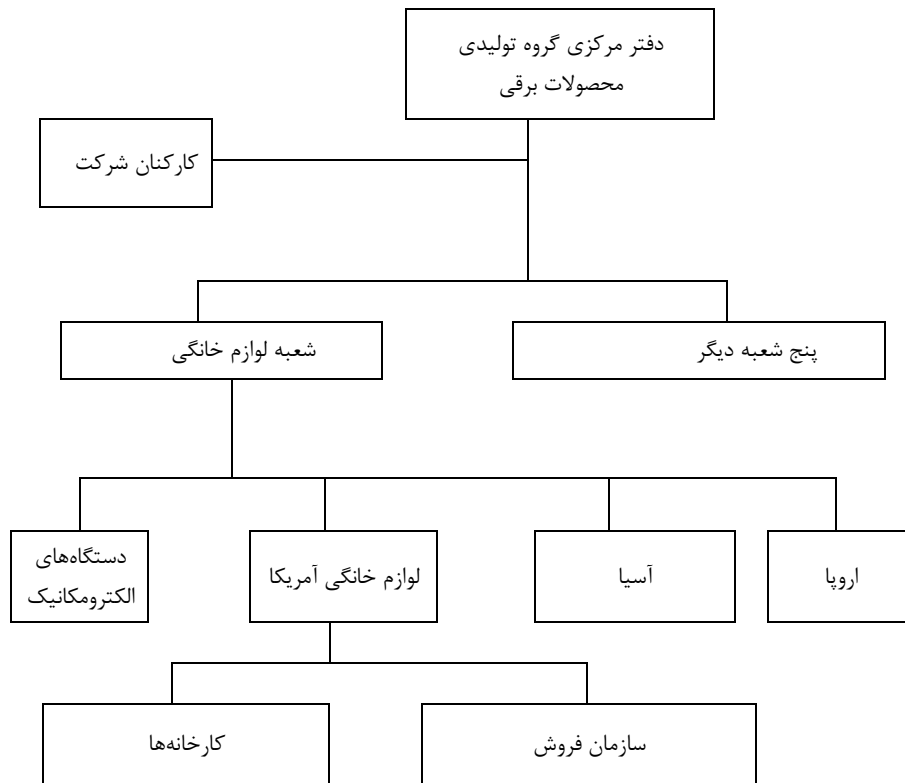 دفتر مرکزی گروه تولیدی
محصولات برقی
کارکنان شرکت
پنج شعبه دیگر
شعبه لوازم خانگی
اروپا
آسیا
لوازم خانگی آمریکا
دستگاه‌های
الکترومکانیک
سازمان فروش
کارخانه‌ها